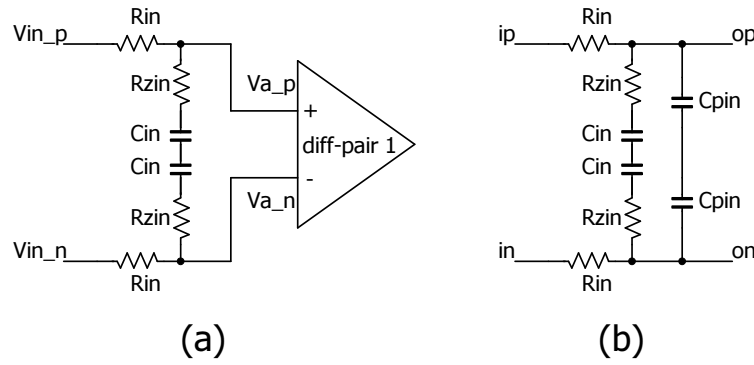 Rin
Vin_p
Va_p
Rzin
+
Cin
diff-pair 1
Cin
-
Va_n
Rzin
Vin_n
Rin
(a)
Rin
ip
op
Rzin
Cpin
Cin
Cin
Rzin
Cpin
in
on
Rin
(b)